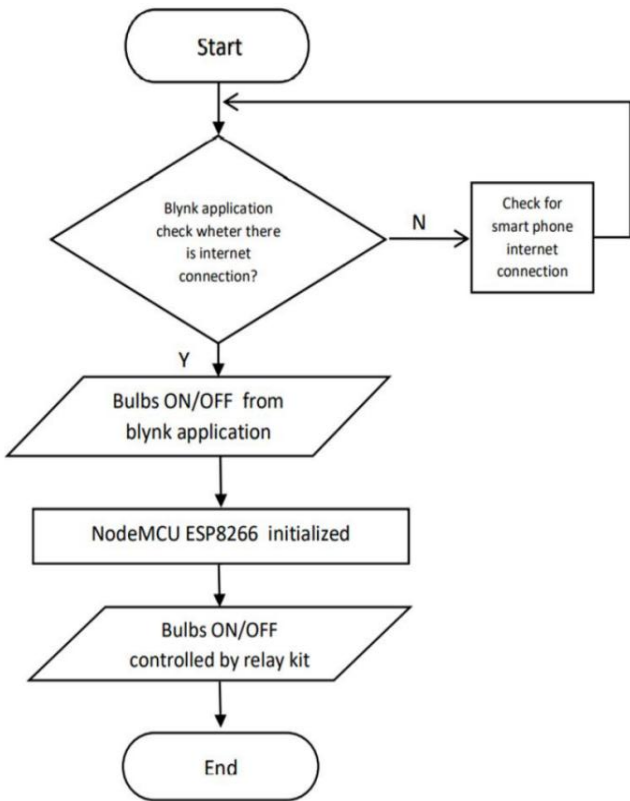 Start
Blynk application
check wheter there
is internet
connection?
N
Check for
smart phone
internet
connection
Y
Bulbs ON/OFF from
blynk application
NodeMCU ESP8266 initialized
Bulbs ON/OFF
controlled by relay kit
End